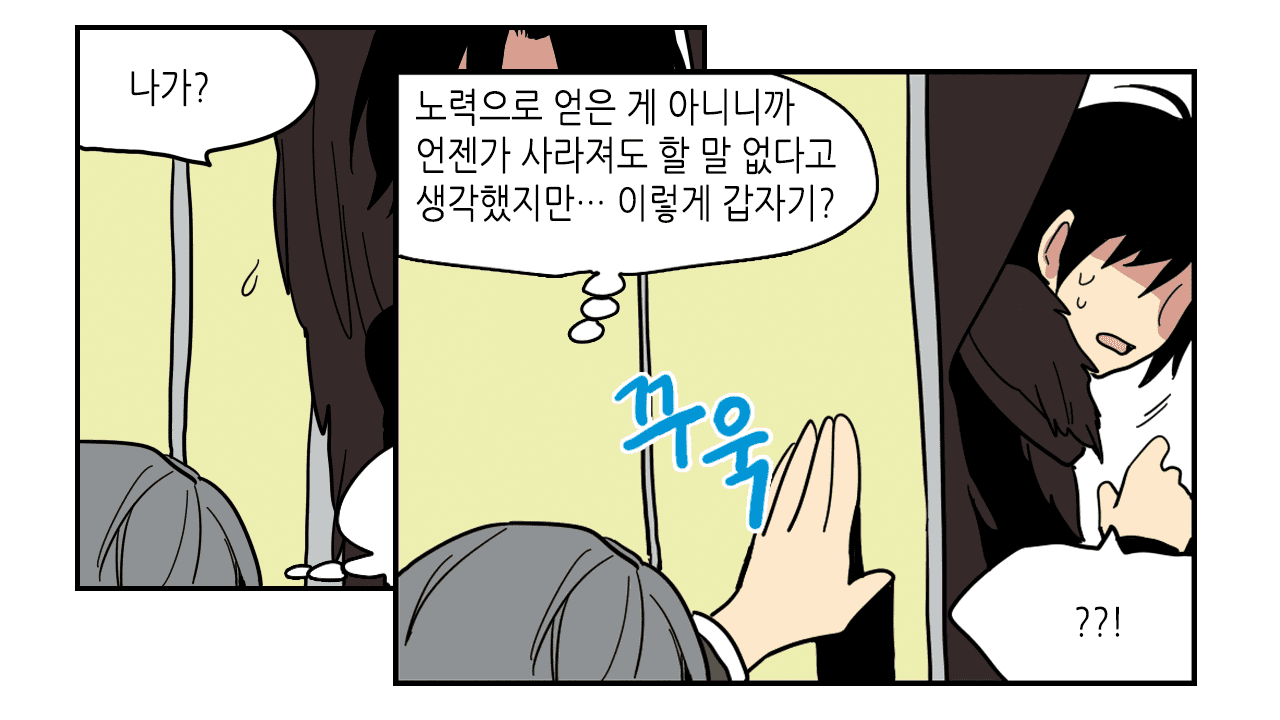 나가?
노력으로 얻은 게 아니니까
언젠가 사라져도 할 말 없다고
생각했지만… 이렇게 갑자기?
꾸욱
??!